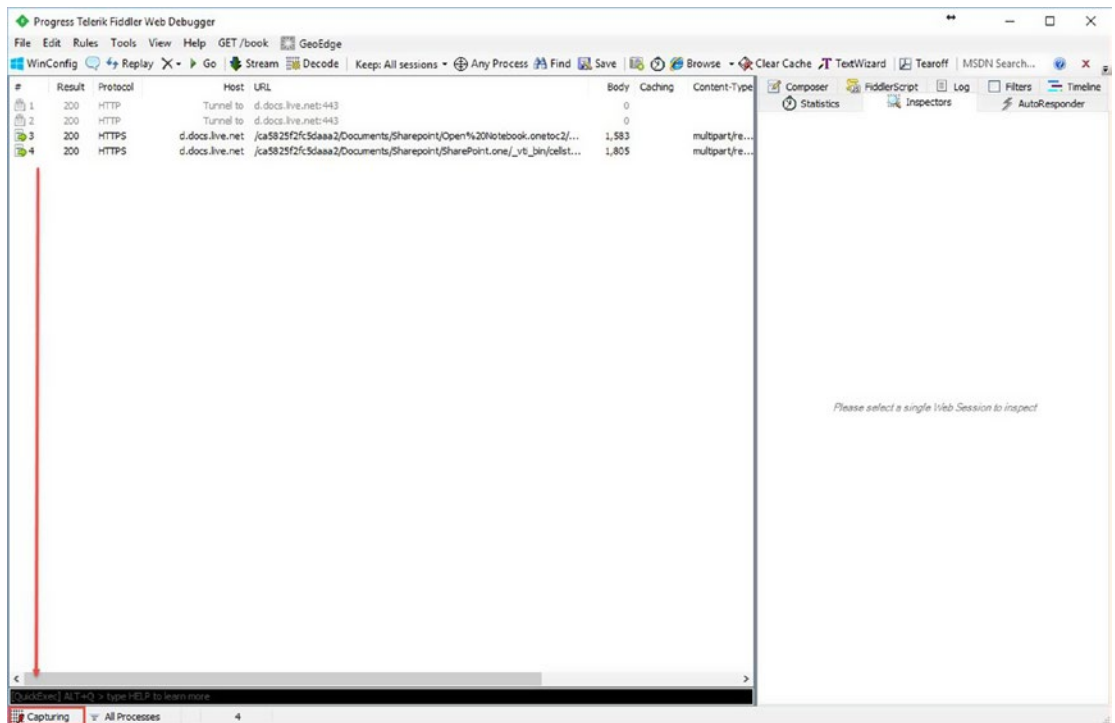 Progress Telerik Fiddler Web Debugger
File Edit Rules Tools View Help GET /book GeoEdge
WinConfig Replay Go Stream Decode Keep: All sessions Any Process Find Save Browse Clear Cache TextWizard Tearoff MSDN Search...
# Result Protocol Host URL Body Caching Content-Type
1 200 HTTP Tunnel to d.docs.live.net:443 0
2 200 HTTP Tunnel to d.docs.live.net:443 0
3 200 HTTPS d.docs.live.net /ca5825f2fc5daaa2/Documents/Sharepoint/Open%20Notebook.onetoc2/... 1,583 multipart/re...
4 200 HTTPS d.docs.live.net /ca5825f2fc5daaa2/Documents/Sharepoint/SharePoint.one/_vti_bin/cellst... 1,805 multipart/re...
Composer FiddlerScript Log Filters Timeline
Statistics Inspectors AutoResponder
Please select a single Web Session to inspect
[QuickExec] ALT+Q > type HELP to learn more
Capturing All Processes 4